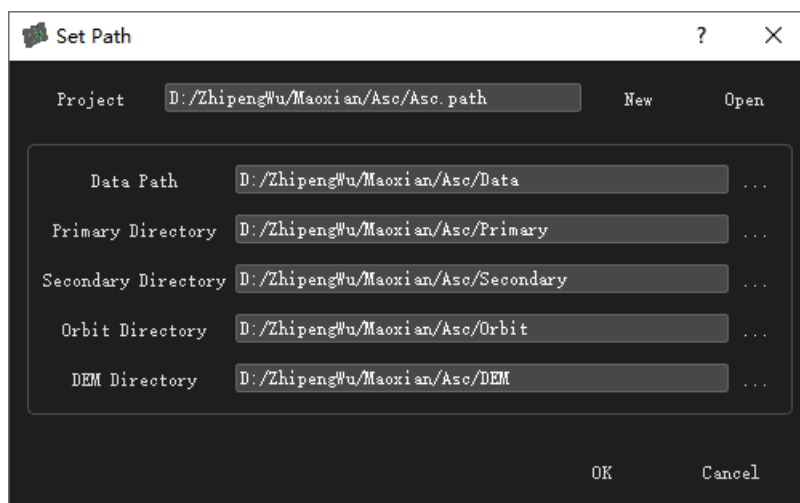 Set Path ?
Project D:/ZhipengWu/Maoxian/Asc/Asc.path New Open
Data Path D:/ZhipengWu/Maoxian/Asc/Data ...
Primary Directory D:/ZhipengWu/Maoxian/Asc/Primary ...
Secondary Directory D:/ZhipengWu/Maoxian/Asc/Secondary ...
Orbit Directory D:/ZhipengWu/Maoxian/Asc/Orbit ...
DEM Directory D:/ZhipengWu/Maoxian/Asc/DEM ...
OK Cancel